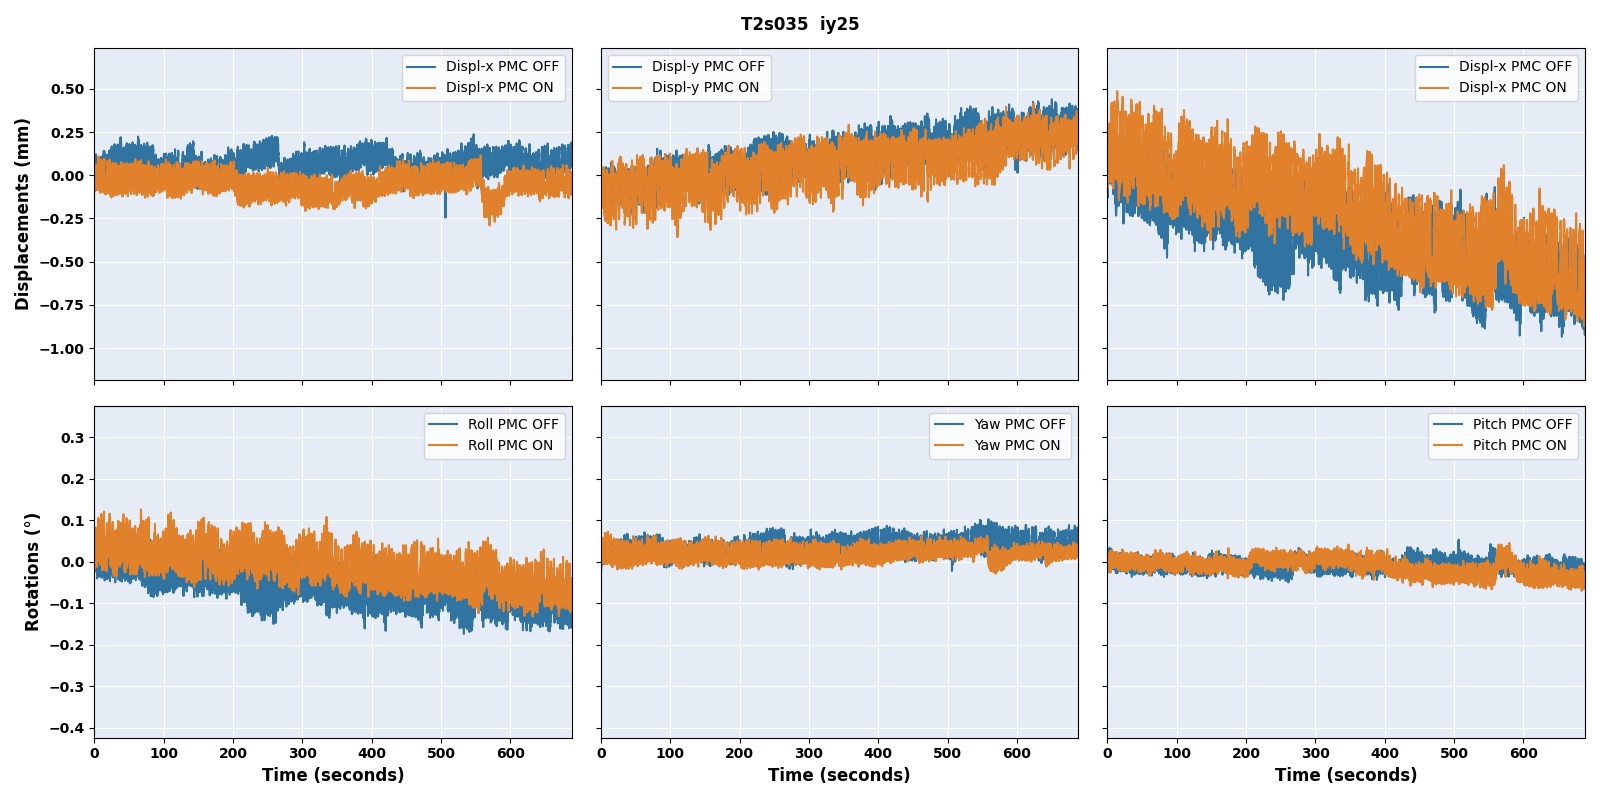 T2s035 iy25
Displ-x PMC OFF
Displ-x PMC ON
Displ-y PMC OFF
Displ-y PMC ON
Displ-x PMC OFF
Displ-x PMC ON
Displacements (mm)
0.50
0.25
0.00
−0.25
−0.50
−0.75
−1.00
Roll PMC OFF
Roll PMC ON
Yaw PMC OFF
Yaw PMC ON
Pitch PMC OFF
Pitch PMC ON
Rotations (°)
0.3
0.2
0.1
0.0
−0.1
−0.2
−0.3
−0.4
0 100 200 300 400 500 600
0 100 200 300 400 500 600
0 100 200 300 400 500 600
Time (seconds)
Time (seconds)
Time (seconds)